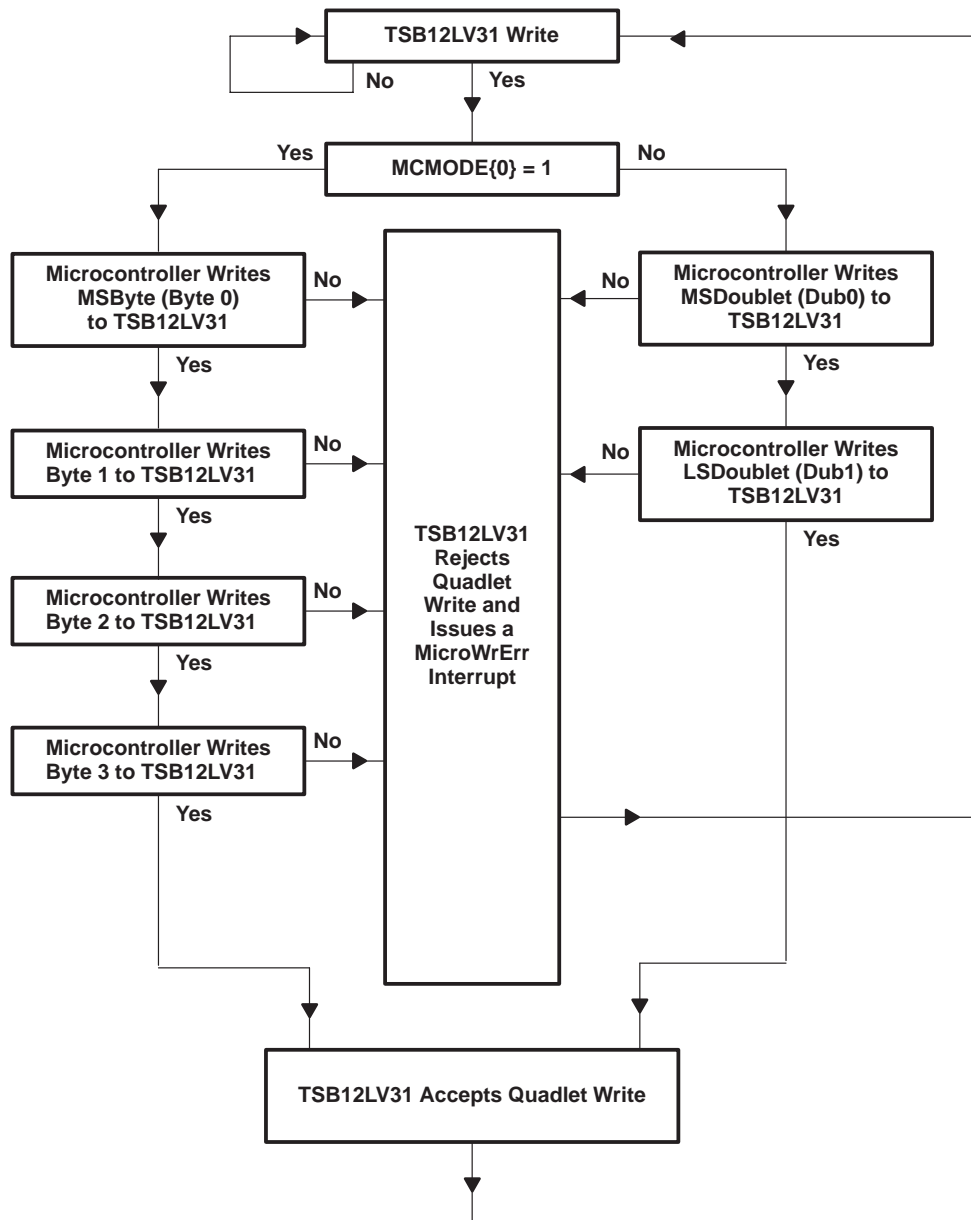 TSB12LV31 Write
No
Yes
Yes
MCMODE{0} = 1
No
Microcontroller Writes
MSByte (Byte 0)
to TSB12LV31
No
Yes
No
Microcontroller Writes
MSDoublet (Dub0) to
TSB12LV31
Yes
Microcontroller Writes
Byte 1 to TSB12LV31
No
Yes
No
Microcontroller Writes
LSDoublet (Dub1) to
TSB12LV31
Yes
TSB12LV31
Rejects
Quadlet
Write and
Issues a
MicroWrErr
Interrupt
Microcontroller Writes
Byte 2 to TSB12LV31
No
Yes
Microcontroller Writes
Byte 3 to TSB12LV31
No
Yes
TSB12LV31 Accepts Quadlet Write